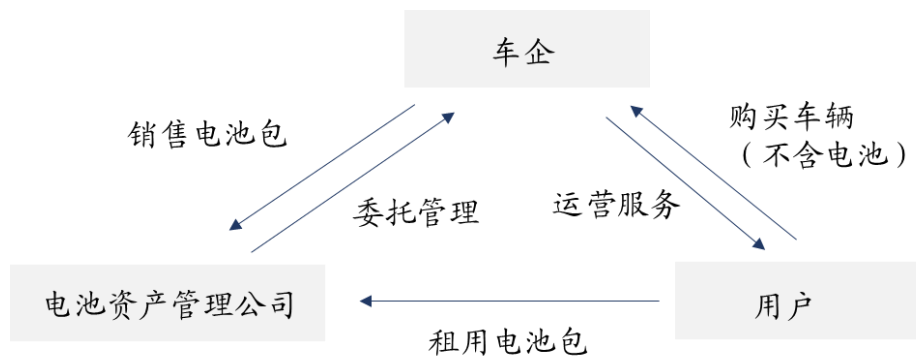 车企
销售电池包
购买车辆
（不含电池）
委托管理
运营服务
电池资产管理公司
用户
租用电池包